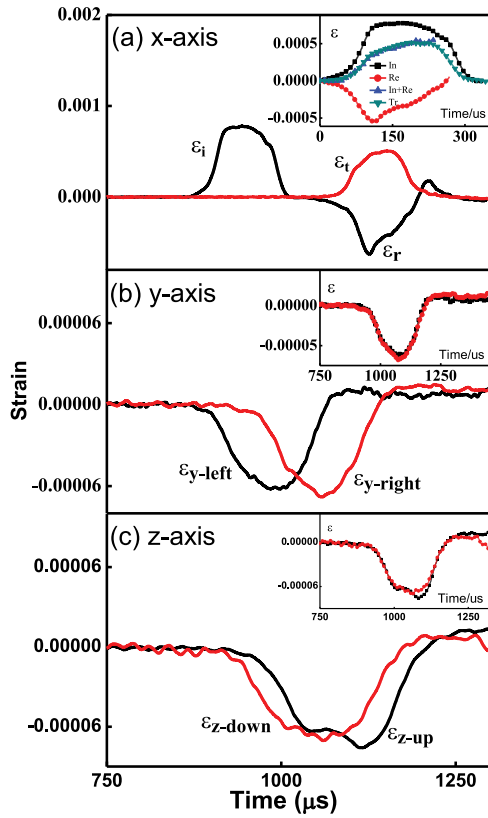 0.002
(a) x-axis
ε
0.0005
In
Re
In+Re
Tr
0.0000
-0.0005
Time/us
0 150 300
0.001
εi
εt
0.000
εr
(b) y-axis
ε
0.00000
-0.00005
Time/us
750 1000 1250
0.00006
0.00000
-0.00006
εy-left
εy-right
Strain
(c) z-axis
ε
0.00000
-0.00006
Time/us
750 1000 1250
0.00006
0.00000
-0.00006
εz-down
εz-up
750 1000 1250
Time (μs)